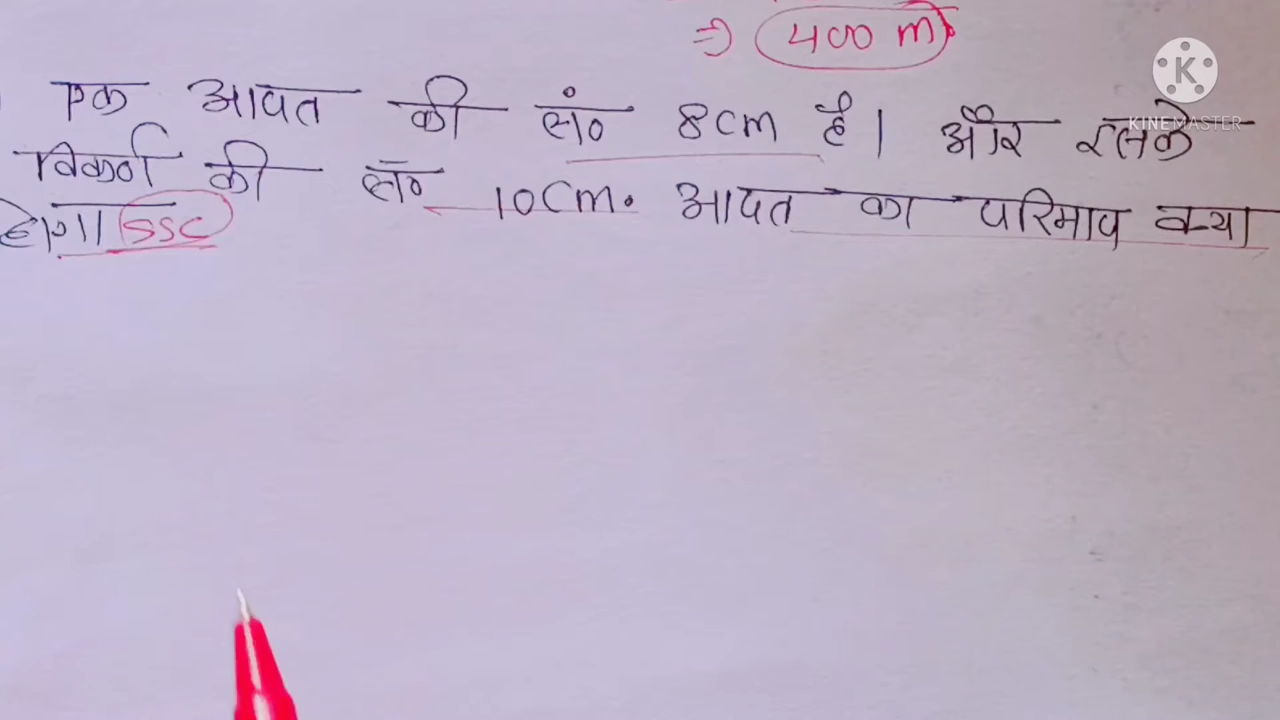 ⇒ 400 m
KINEMASTER
एक आयत की लं० 8cm है। और इसके
विकर्ण की लं० 10cm. आयत का परिमाप क्या
होगा SSC